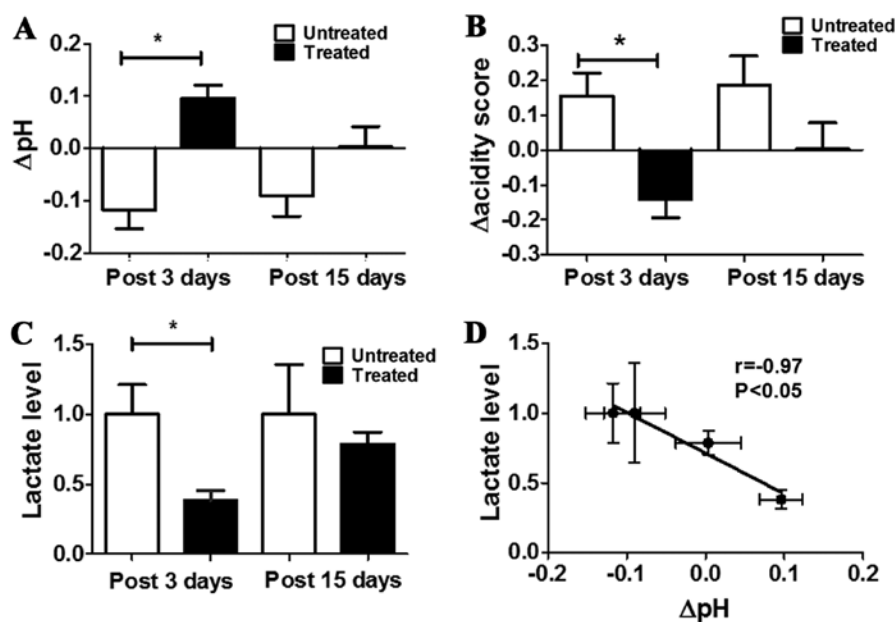 A
ΔpH
0.2
0.1
0.0
-0.1
-0.2
*
Untreated
Treated
Post 3 days
Post 15 days
B
Δacidity score
0.3
0.2
0.1
0.0
-0.1
-0.2
-0.3
*
Untreated
Treated
Post 3 days
Post 15 days
C
Lactate level
1.5
1.0
0.5
0.0
*
Untreated
Treated
Post 3 days
Post 15 days
D
Lactate level
1.5
1.0
0.5
0.0
r=-0.97
P<0.05
-0.2
-0.1
0.0
0.1
0.2
ΔpH